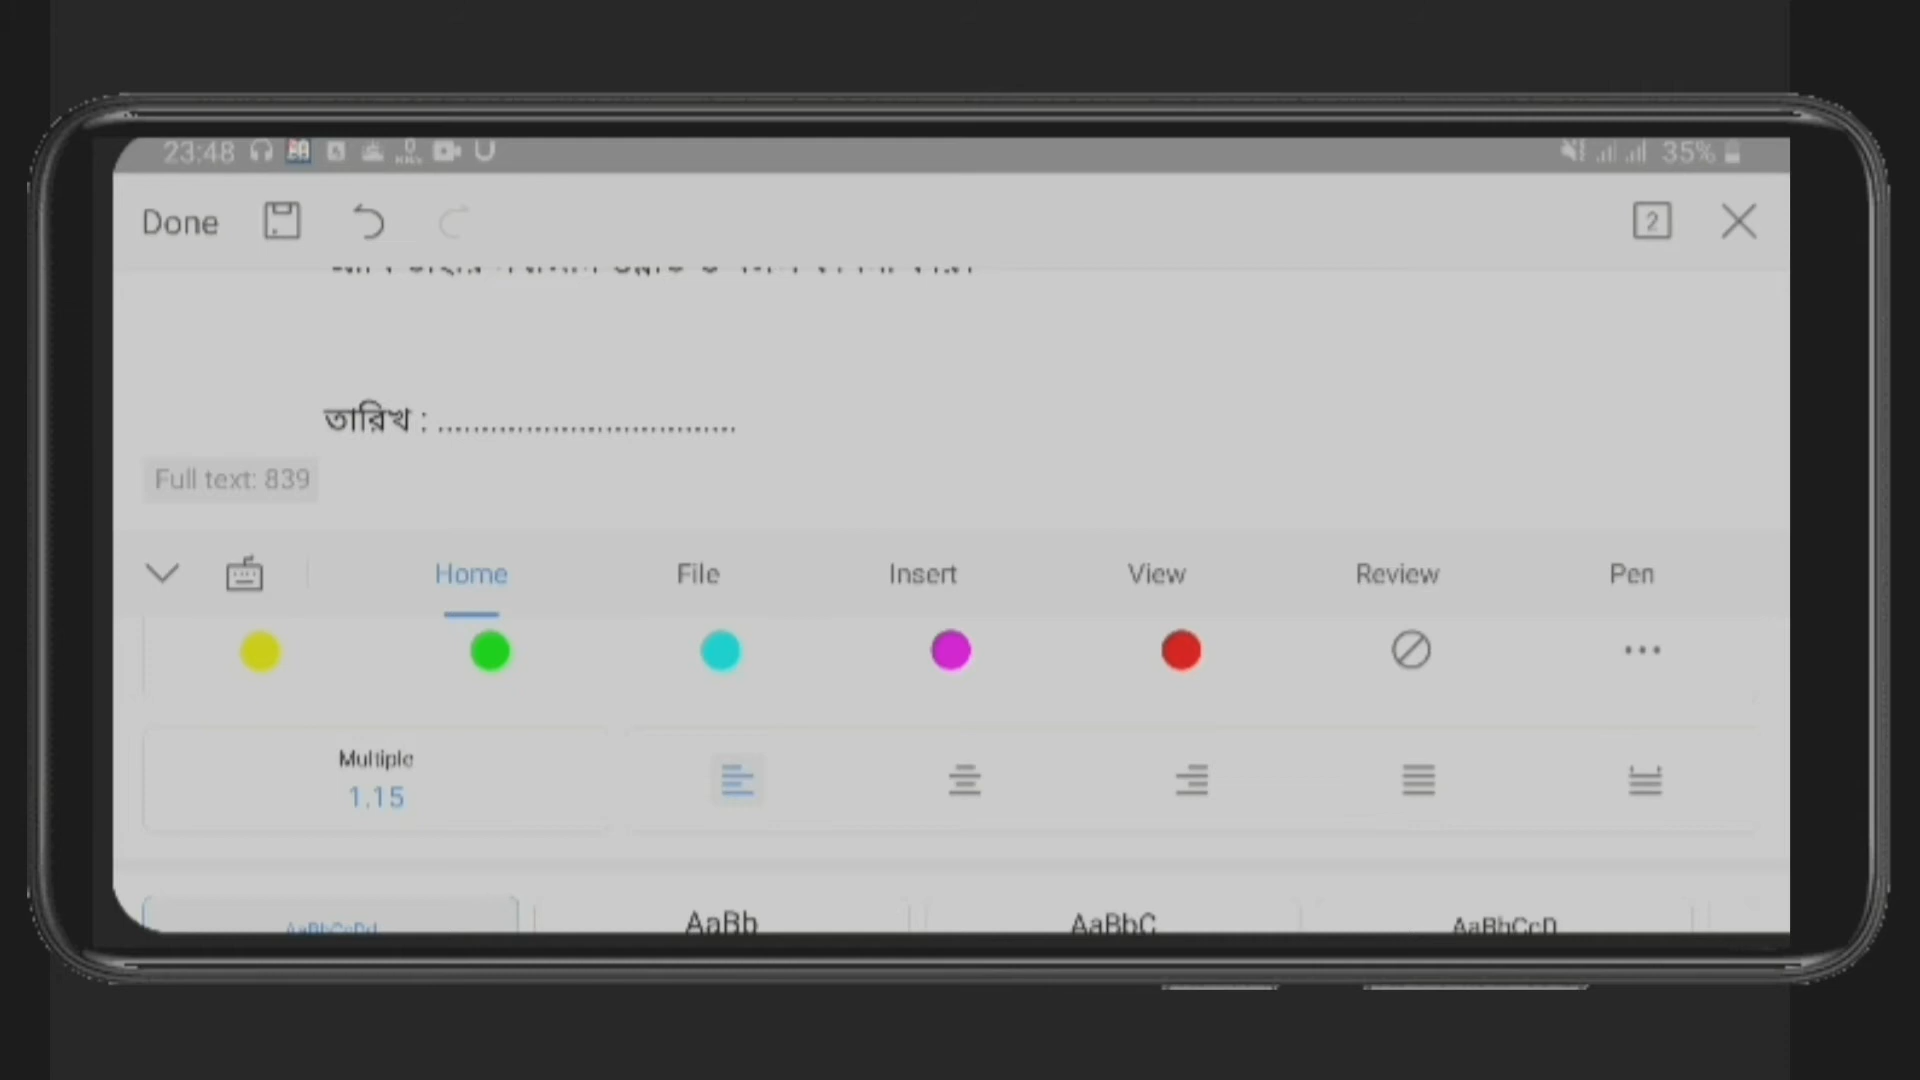 23:48 35%
Done 2
তারিখ : ..................................
Full text: 839
Home File Insert View Review Pen
Multiple
1.15
AaBbCcDd AaBb AaBbC AaBbCcD